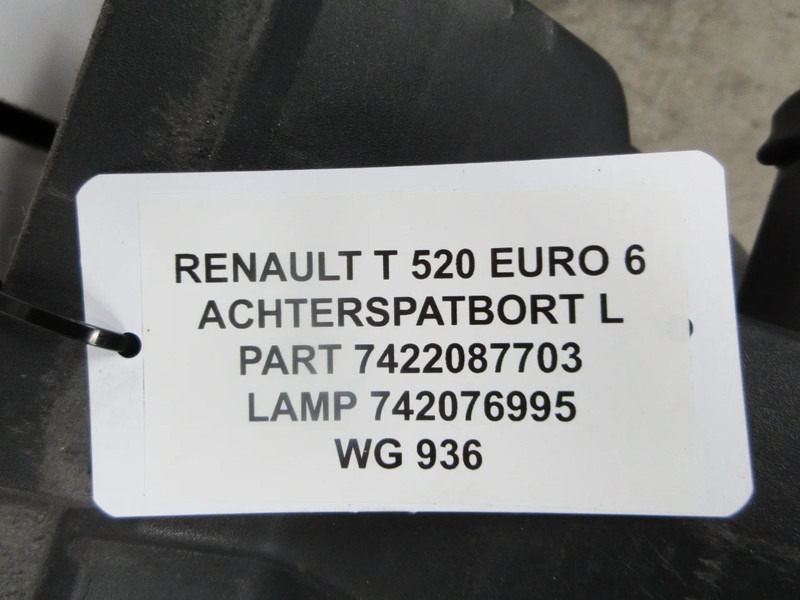 RENAULT T 520 EURO 6
ACHTERSPATBORT L
PART 7422087703
LAMP 742076995
WG 936